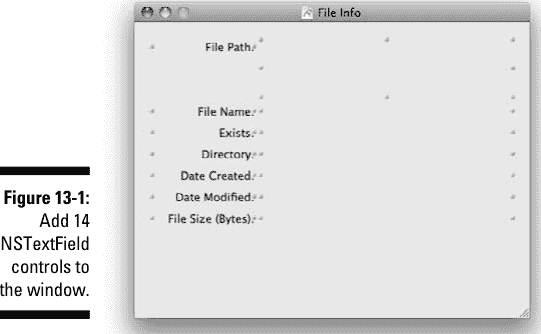 File Info
File Path:
File Name:
Exists:
Directory:
Date Created:
Date Modified:
File Size (Bytes):
Figure 13-1:
Add 14
NSTextField
controls to
the window.